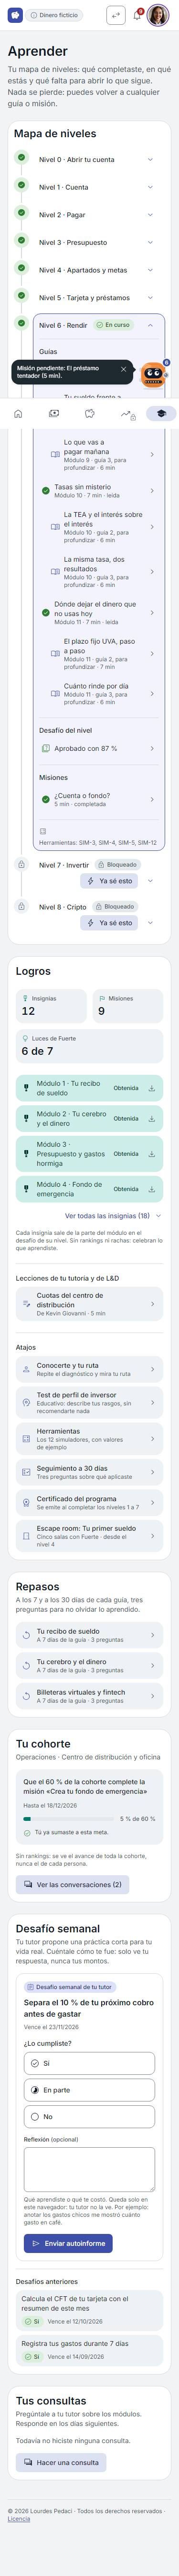 Dinero ficticio
9
Aprender
Tu mapa de niveles: qué completaste, en qué
estás y qué falta para abrir lo que sigue.
Nada se pierde: puedes volver a cualquier
guía o misión.
Mapa de niveles
Nivel 0 · Abrir tu cuenta
Nivel 1 · Cuenta
Nivel 2 · Pagar
Nivel 3 · Presupuesto
Nivel 4 · Apartados y metas
Nivel 5 · Tarjeta y préstamos
Nivel 6 · Rendir
En curso
Guías
Misión pendiente: El préstamo
tentador (5 min).
Lo que vas a
pagar mañana
Módulo 9 · guía 3, para
profundizar · 6 min
Tasas sin misterio
Módulo 10 · 7 min · leída
La TEA y el interés sobre
el interés
Módulo 10 · guía 2, para
profundizar · 6 min
La misma tasa, dos
resultados
Módulo 10 · guía 3, para
profundizar · 6 min
Dónde dejar el dinero que
no usas hoy
Módulo 11 · 7 min · leída
El plazo fijo UVA, paso
a paso
Módulo 11 · guía 2, para
profundizar · 7 min
Cuánto rinde por día
Módulo 11 · guía 3, para
profundizar · 6 min
Desafío del nivel
Aprobado con 87 %
Misiones
¿Cuenta o fondo?
5 min · completada
Herramientas: SIM-3, SIM-4, SIM-5, SIM-12
Nivel 7 · Invertir
Bloqueado
Ya sé esto
Nivel 8 · Cripto
Bloqueado
Ya sé esto
Logros
Insignias
12
Misiones
9
Luces de Fuerte
6 de 7
Módulo 1 · Tu recibo
de sueldo
Obtenida
Módulo 2 · Tu cerebro
y el dinero
Obtenida
Módulo 3 ·
Presupuesto y gastos
hormiga
Obtenida
Módulo 4 · Fondo de
emergencia
Obtenida
Ver todas las insignias (18)
Cada insignia sale de la parte del módulo en el
desafío de su nivel. Sin rankings ni rachas: celebran lo
que aprendiste.
Lecciones de tu tutoría y de L&D
Cuotas del centro de
distribución
De Kevin Giovanni · 5 min
Atajos
Conocerte y tu ruta
Repite el diagnóstico y mira tu ruta
Test de perfil de inversor
Educativo: describe tus rasgos, sin
recomendarte nada
Herramientas
Los 12 simuladores, con valores
de ejemplo
Seguimiento a 30 días
Tres preguntas sobre qué aplicaste
Certificado del programa
Se emite al completar los niveles 1 a 7
Escape room: Tu primer sueldo
Cinco salas con Fuerte · desde el
nivel 4
Repasos
A los 7 y a los 30 días de cada guía, tres
preguntas para no olvidar lo aprendido.
Tu recibo de sueldo
A 7 días de la guía · 3 preguntas
Tu cerebro y el dinero
A 7 días de la guía · 3 preguntas
Billeteras virtuales y fintech
A 7 días de la guía · 3 preguntas
Tu cohorte
Operaciones · Centro de distribución y oficina
Que el 60 % de la cohorte complete la
misión «Crea tu fondo de emergencia»
Hasta el 18/12/2026
5 % de 60 %
Tú ya sumaste a esta meta.
Sin rankings: se ve el avance de toda la cohorte,
nunca el de cada persona.
Ver las conversaciones (2)
Desafío semanal
Tu tutor propone una práctica corta para tu
vida real. Cuéntale cómo te fue: solo ve tu
respuesta, nunca tus montos.
Desafío semanal de tu tutor
Separa el 10 % de tu próximo cobro
antes de gastar
Vence el 23/11/2026
¿Lo cumpliste?
Sí
En parte
No
Reflexión (opcional)
Qué aprendiste o qué te costó. Queda solo en
este navegador: tu tutor no la ve. Por ejemplo:
anotar los gastos chicos me mostró cuánto
gasto en café.
Enviar autoinforme
Desafíos anteriores
Calcula el CFT de tu tarjeta con el
resumen de este mes
Sí
Vence el 12/10/2026
Registra tus gastos durante 7 días
Sí
Vence el 14/09/2026
Tus consultas
Pregúntale a tu tutor sobre los módulos.
Responde en los días siguientes.
Todavía no hiciste ninguna consulta.
Hacer una consulta
© 2026 Lourdes Pedaci · Todos los derechos reservados ·
Licencia